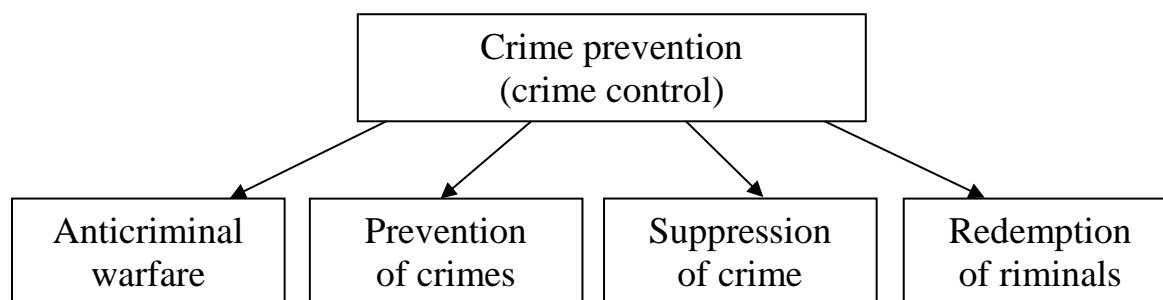 Crime prevention
(crime control)
Anticriminal
warfare
Prevention
of crimes
Suppression
of crime
Redemption
of riminals